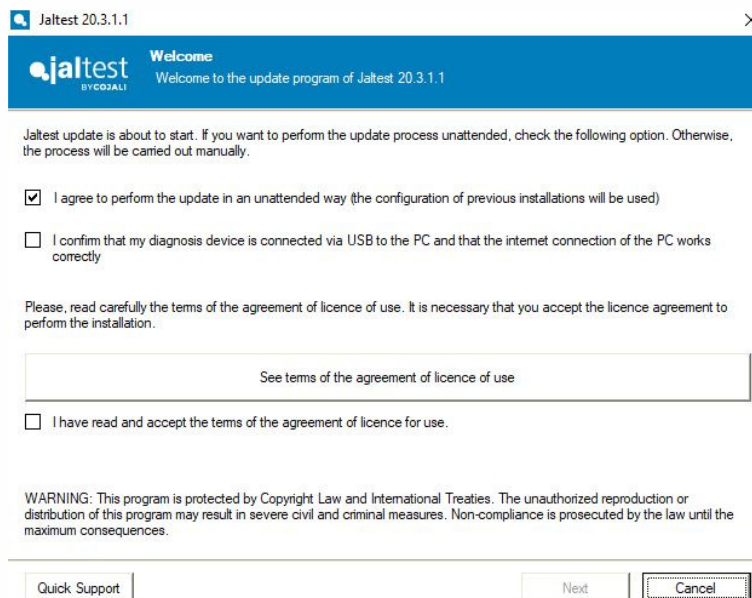 Jaltest 20.3.1.1
jaltest
BYCOJALI
Welcome
Welcome to the update program of Jaltest 20.3.1.1
Jaltest update is about to start. If you want to perform the update process unattended, check the following option. Otherwise,
the process will be carried out manually.
I agree to perform the update in an unattended way (the configuration of previous installations will be used)
I confirm that my diagnosis device is connected via USB to the PC and that the internet connection of the PC works
correctly
Please, read carefully the terms of the agreement of licence of use. It is necessary that you accept the licence agreement to
perform the installation.
See terms of the agreement of licence of use
I have read and accept the terms of the agreement of licence for use.
WARNING: This program is protected by Copyright Law and International Treaties. The unauthorized reproduction or
distribution of this program may result in severe civil and criminal measures. Non-compliance is prosecuted by the law until the
maximum consequences.
Quick Support
Next
Cancel